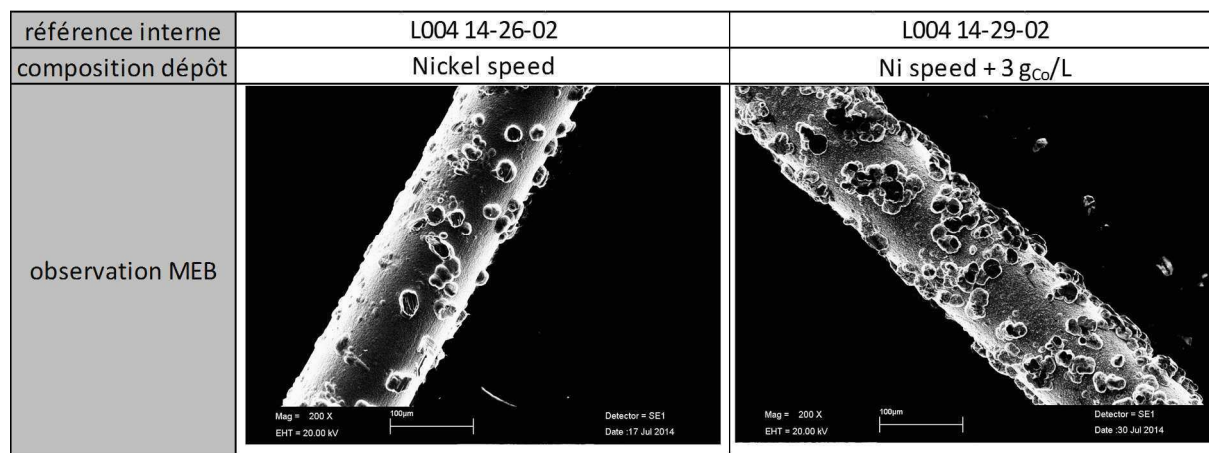 référence interne L004 14-26-02 L004 14-29-02
composition dépôt Nickel speed Ni speed + 3 gCo/L
observation MEB
Mag = 200 X 100µm Detector = SE1
EHT = 20.00 kV Date :17 Jul 2014
Mag = 200 X 100µm Detector = SE1
EHT = 20.00 kV Date :30 Jul 2014